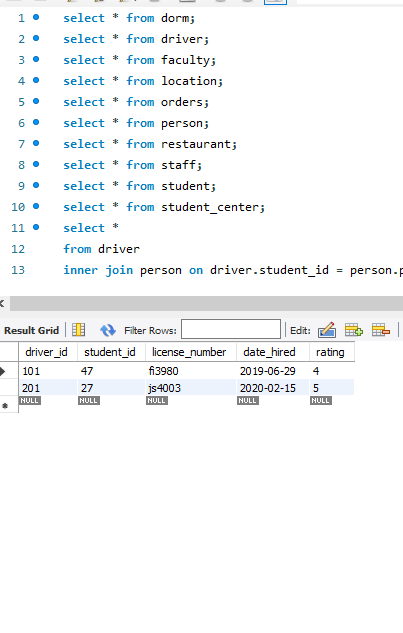 1 select * from dorm;
2 select * from driver;
3 select * from faculty;
4 select * from location;
5 select * from orders;
6 select * from person;
7 select * from restaurant;
8 select * from staff;
9 select * from student;
10 select * from student_center;
11 select *
12 from driver
13 inner join person on driver.student_id = person.p
Result Grid Filter Rows: Edit:
driver_id student_id license_number date_hired rating
101 47 fi3980 2019-06-29 4
201 27 js4003 2020-02-15 5
NULL NULL NULL NULL NULL